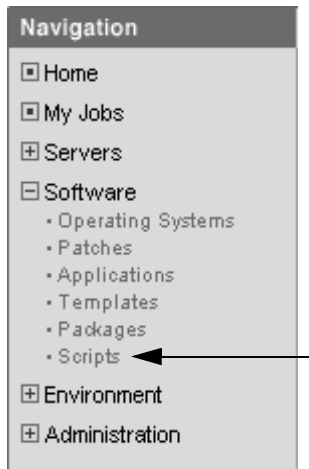 Navigation
Home
My Jobs
Servers
Software
• Operating Systems
• Patches
• Applications
• Templates
• Packages
• Scripts
Environment
Administration